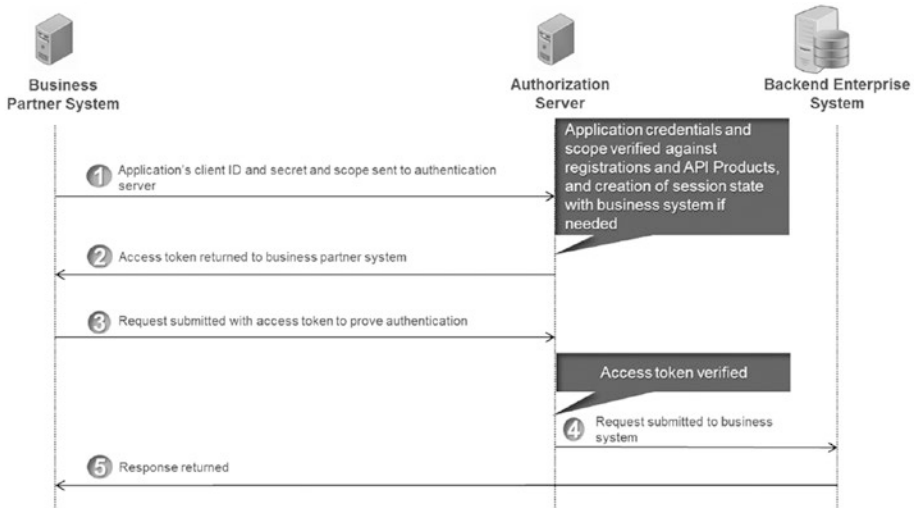 Business
Partner System
Authorization
Server
Backend Enterprise
System
Application credentials and
scope verified against
registrations and API Products,
and creation of session state
with business system if
needed
1 Application's client ID and secret and scope sent to authentication
server
2 Access token returned to business partner system
3 Request submitted with access token to prove authentication
Access token verified
4 Request submitted to business
system
5 Response returned